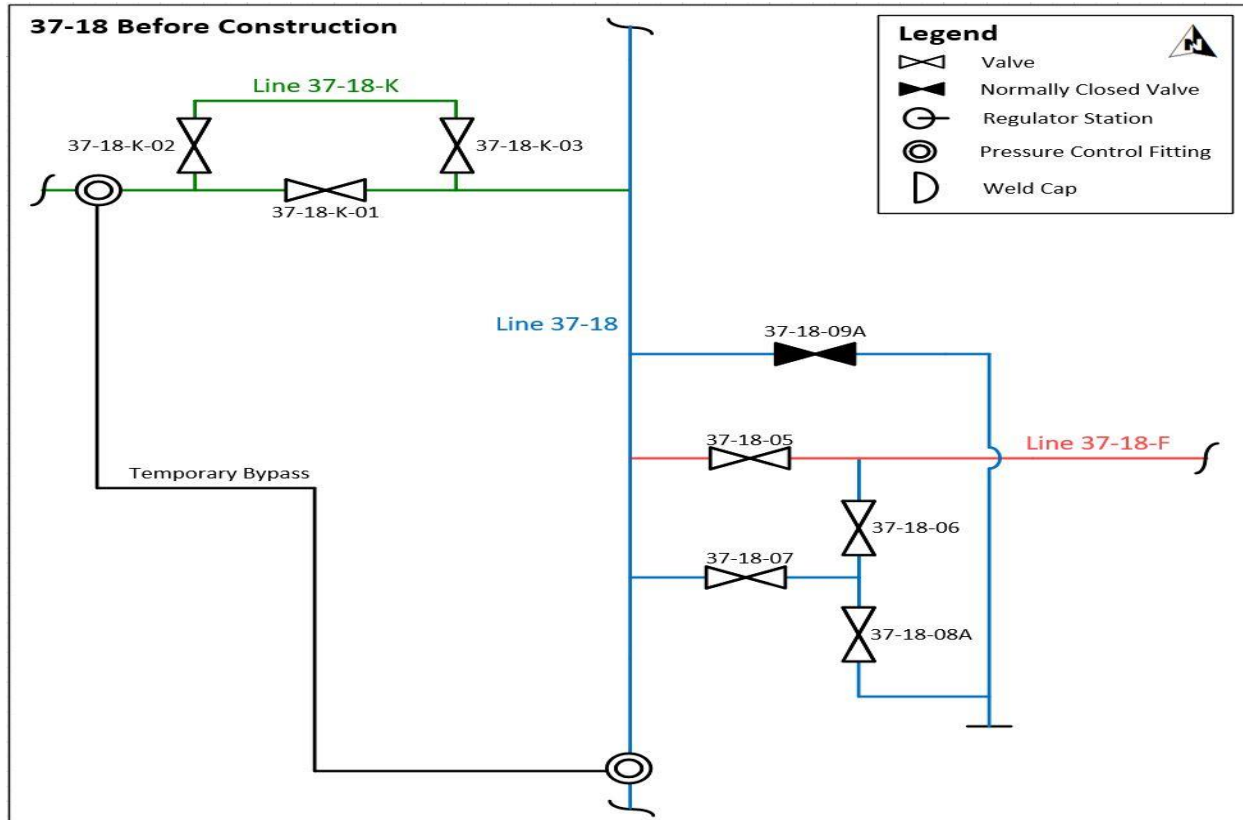 37-18 Before Construction
Legend
N
Valve
Normally Closed Valve
Regulator Station
Pressure Control Fitting
Weld Cap
Line 37-18-K
37-18-K-02
37-18-K-03
37-18-K-01
Line 37-18
37-18-09A
37-18-05
Line 37-18-F
Temporary Bypass
37-18-06
37-18-07
37-18-08A